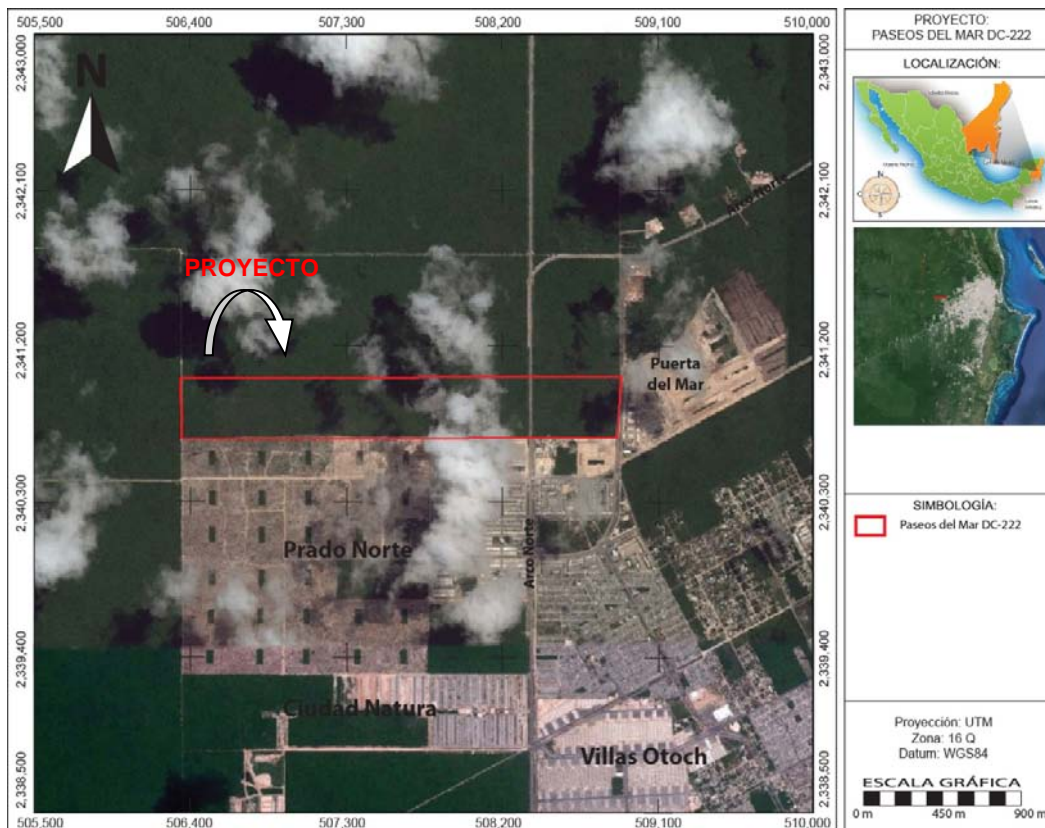 505,500 506,400 507,300 508,200 509,100 510,000
2,343,000
2,342,100
2,341,200
2,340,300
2,339,400
2,338,500
N
Arco Norte
PROYECTO
Puerta
del Mar
Prado Norte
Arco Norte
Ciudad Natura
Villas Otoch
2,343,000
2,342,100
2,341,200
2,340,300
2,339,400
2,338,500
505,500 506,400 507,300 508,200 509,100 510,000
PROYECTO:
PASEOS DEL MAR DC-222
LOCALIZACIÓN:
SIMBOLOGÍA:
Paseos del Mar DC-222
Proyección: UTM
Zona: 16 Q
Datum: WGS84
ESCALA GRÁFICA
0 m 450 m 900 m